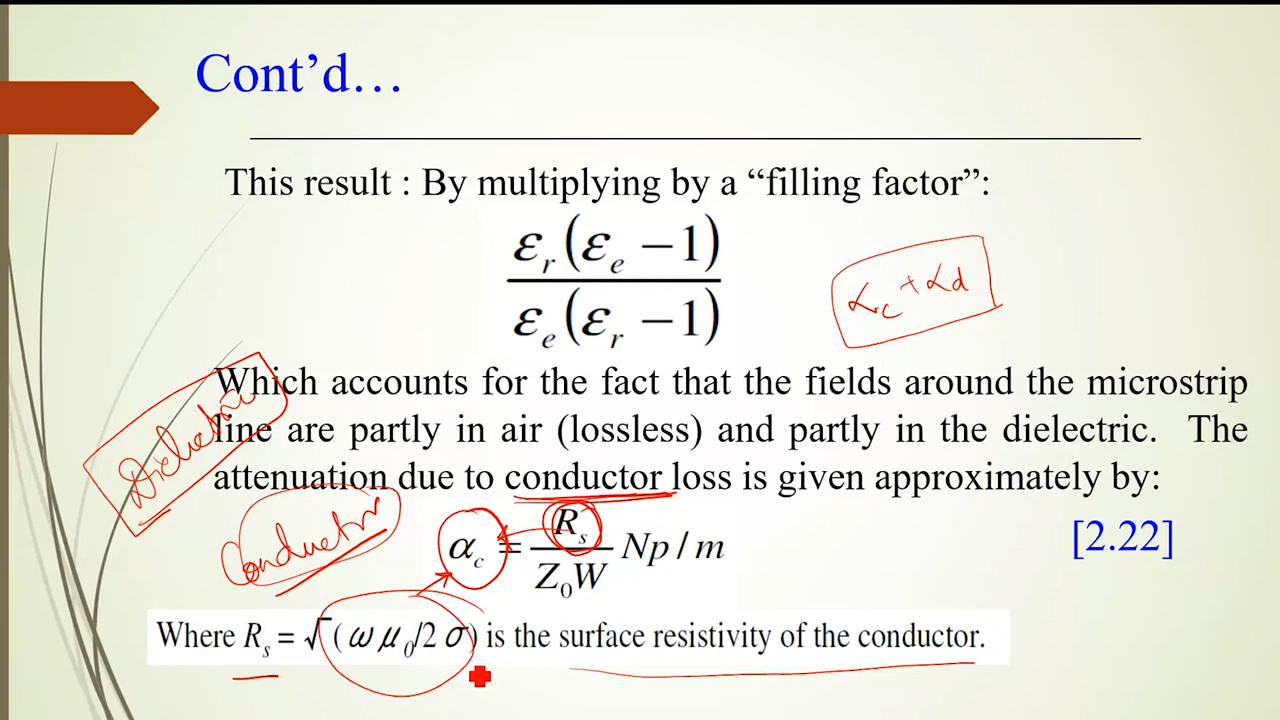 Cont’d…
This result : By multiplying by a “filling factor”:
εr(εe −1)
εe(εr −1)
αc + αd
Which accounts for the fact that the fields around the microstrip
line are partly in air (lossless) and partly in the dielectric. The
attenuation due to conductor loss is given approximately by:
Dielectric
Conductor
αc = Rs / Z0W Np / m
[2.22]
Where Rs = √(ω μ0/2 σ) is the surface resistivity of the conductor.